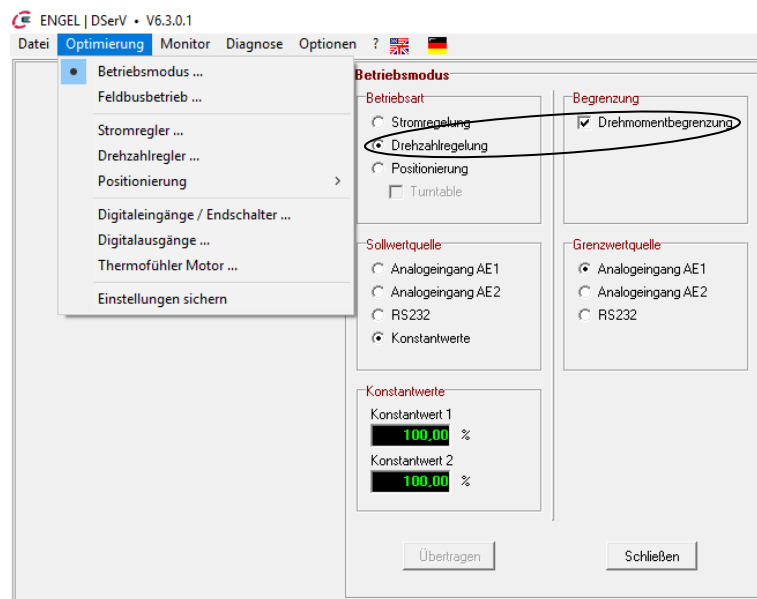 ENGEL | DSerV • V6.3.0.1
Datei Optimierung Monitor Diagnose Optionen ?
Betriebsmodus ...
Feldbusbetrieb ...
Stromregler ...
Drehzahlregler ...
Positionierung >
Digitaleingänge / Endschalter ...
Digitalausgänge ...
Thermofühler Motor ...
Einstellungen sichern
Betriebsmodus
Betriebsart
Stromregelung
Drehzahlregelung
Positionierung
Turntable
Begrenzung
Drehmomentbegrenzung
Sollwertquelle
Analogeingang AE1
Analogeingang AE2
RS232
Konstantwerte
Grenzwertquelle
Analogeingang AE1
Analogeingang AE2
RS232
Konstantwerte
Konstantwert 1
100,00 %
Konstantwert 2
100,00 %
Übertragen
Schließen